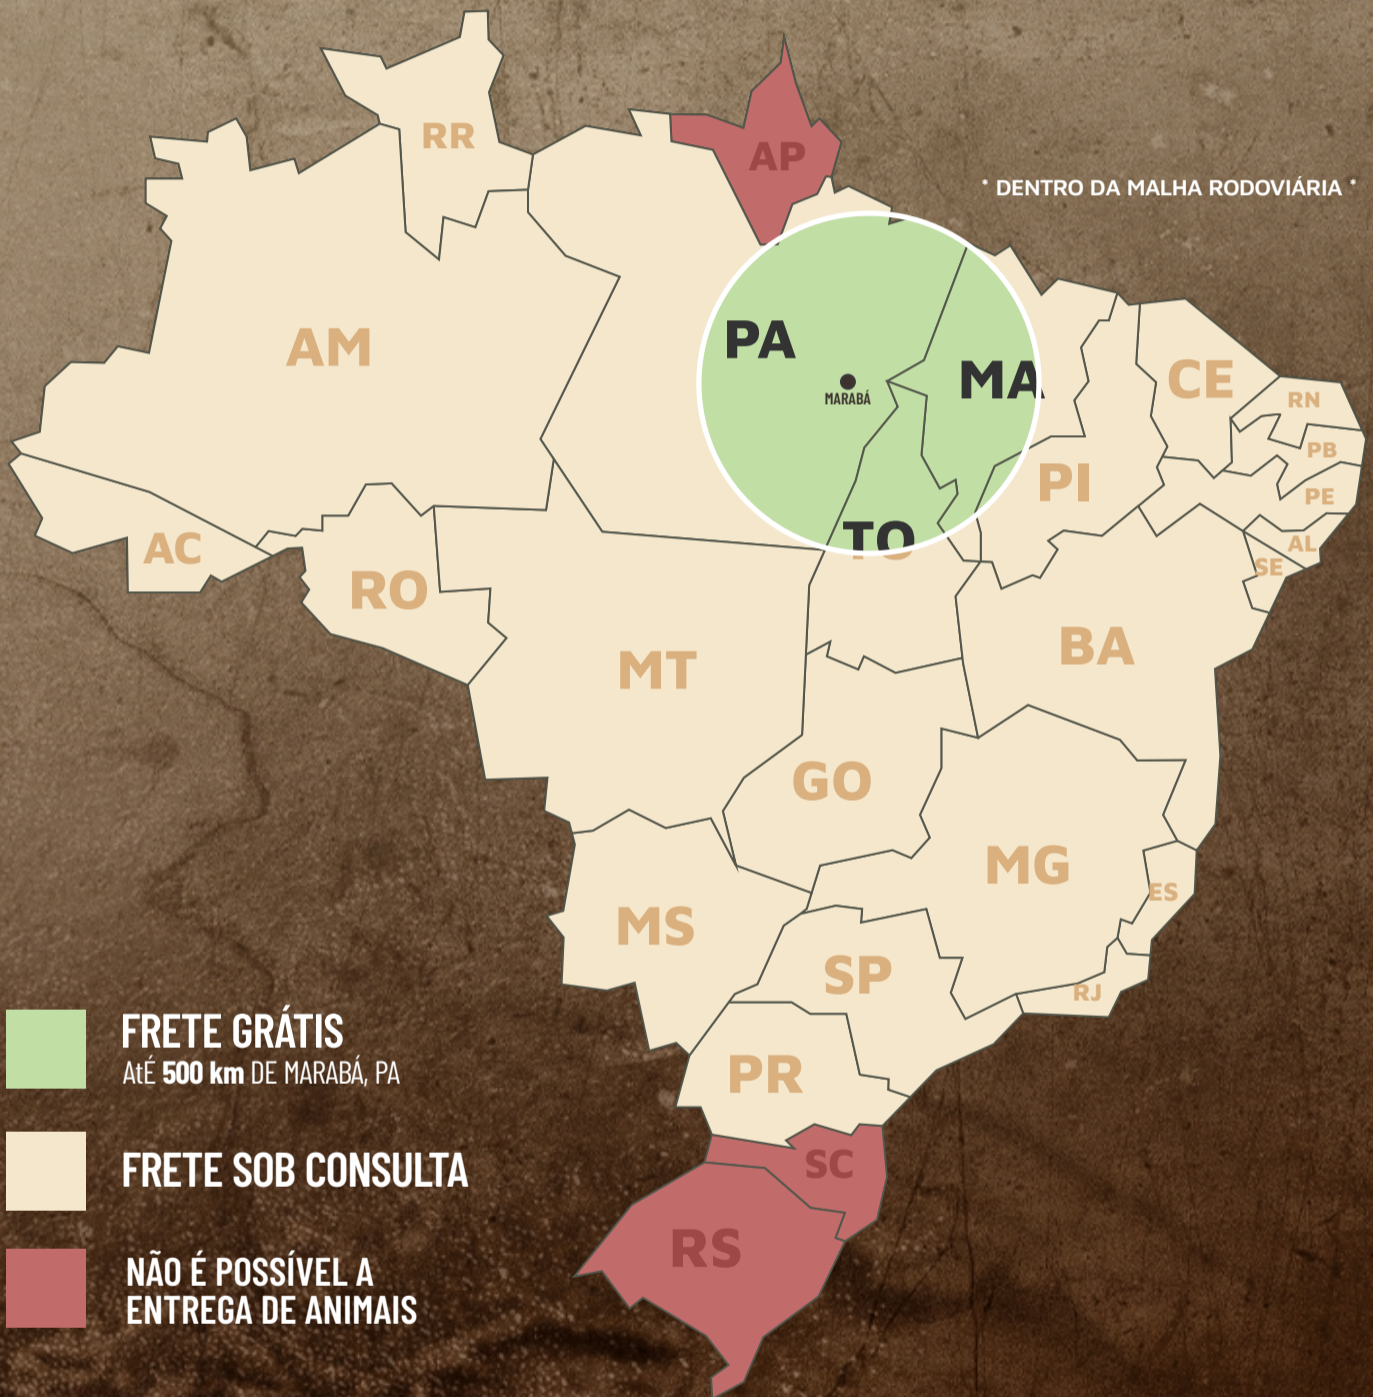 RR
AP
* DENTRO DA MALHA RODOVIÁRIA *
AM
PA
MARABÁ
MA
CE
RN
PB
PI
PE
AC
TO
AL
SE
RO
MT
BA
GO
MG
ES
MS
SP
RJ
PR
SC
RS
FRETE GRÁTIS
AtÉ 500 km DE MARABÁ, PA
FRETE SOB CONSULTA
NÃO É POSSÍVEL A
ENTREGA DE ANIMAIS